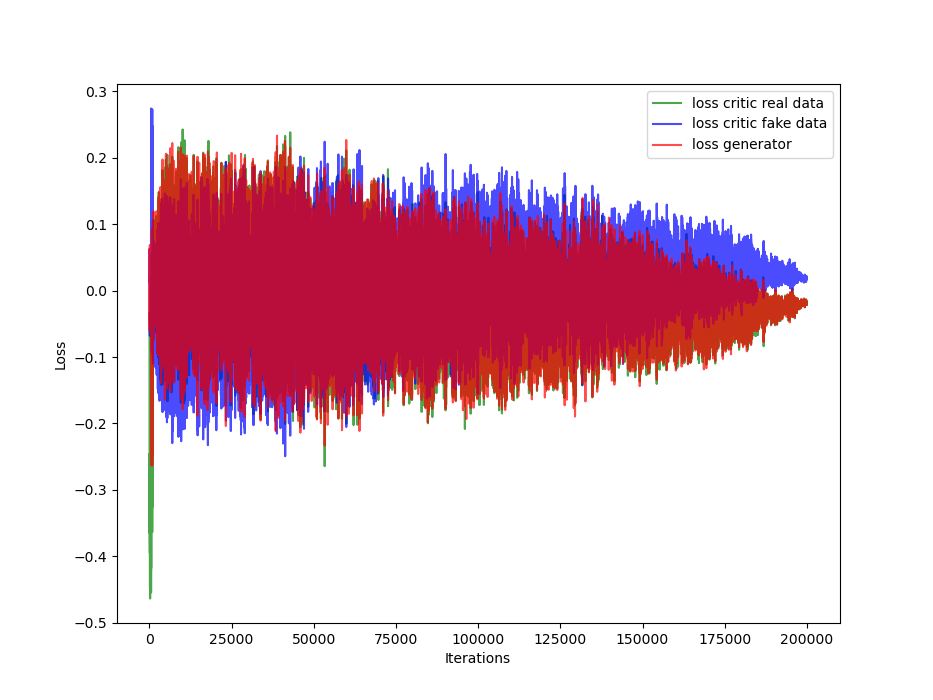 0.3
0.2
0.1
0.0
−0.1
−0.2
−0.3
−0.4
−0.5
Loss
loss critic real data
loss critic fake data
loss generator
0 25000 50000 75000 100000 125000 150000 175000 200000
Iterations